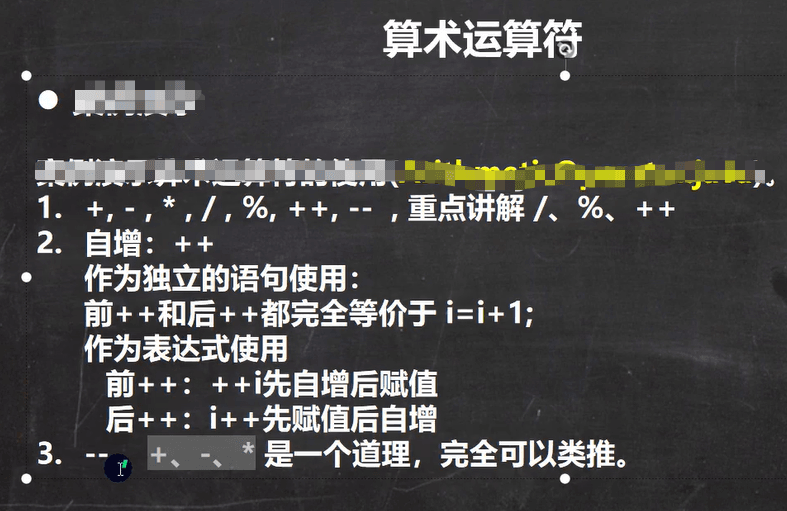 算术运算符
1. +, - , * , / , %, ++, -- , 重点讲解 /、%、++
2. 自增：++
作为独立的语句使用：
前++和后++都完全等价于 i=i+1;
作为表达式使用
前++：++i先自增后赋值
后++：i++先赋值后自增
3. -- +、-、* 是一个道理，完全可以类推。